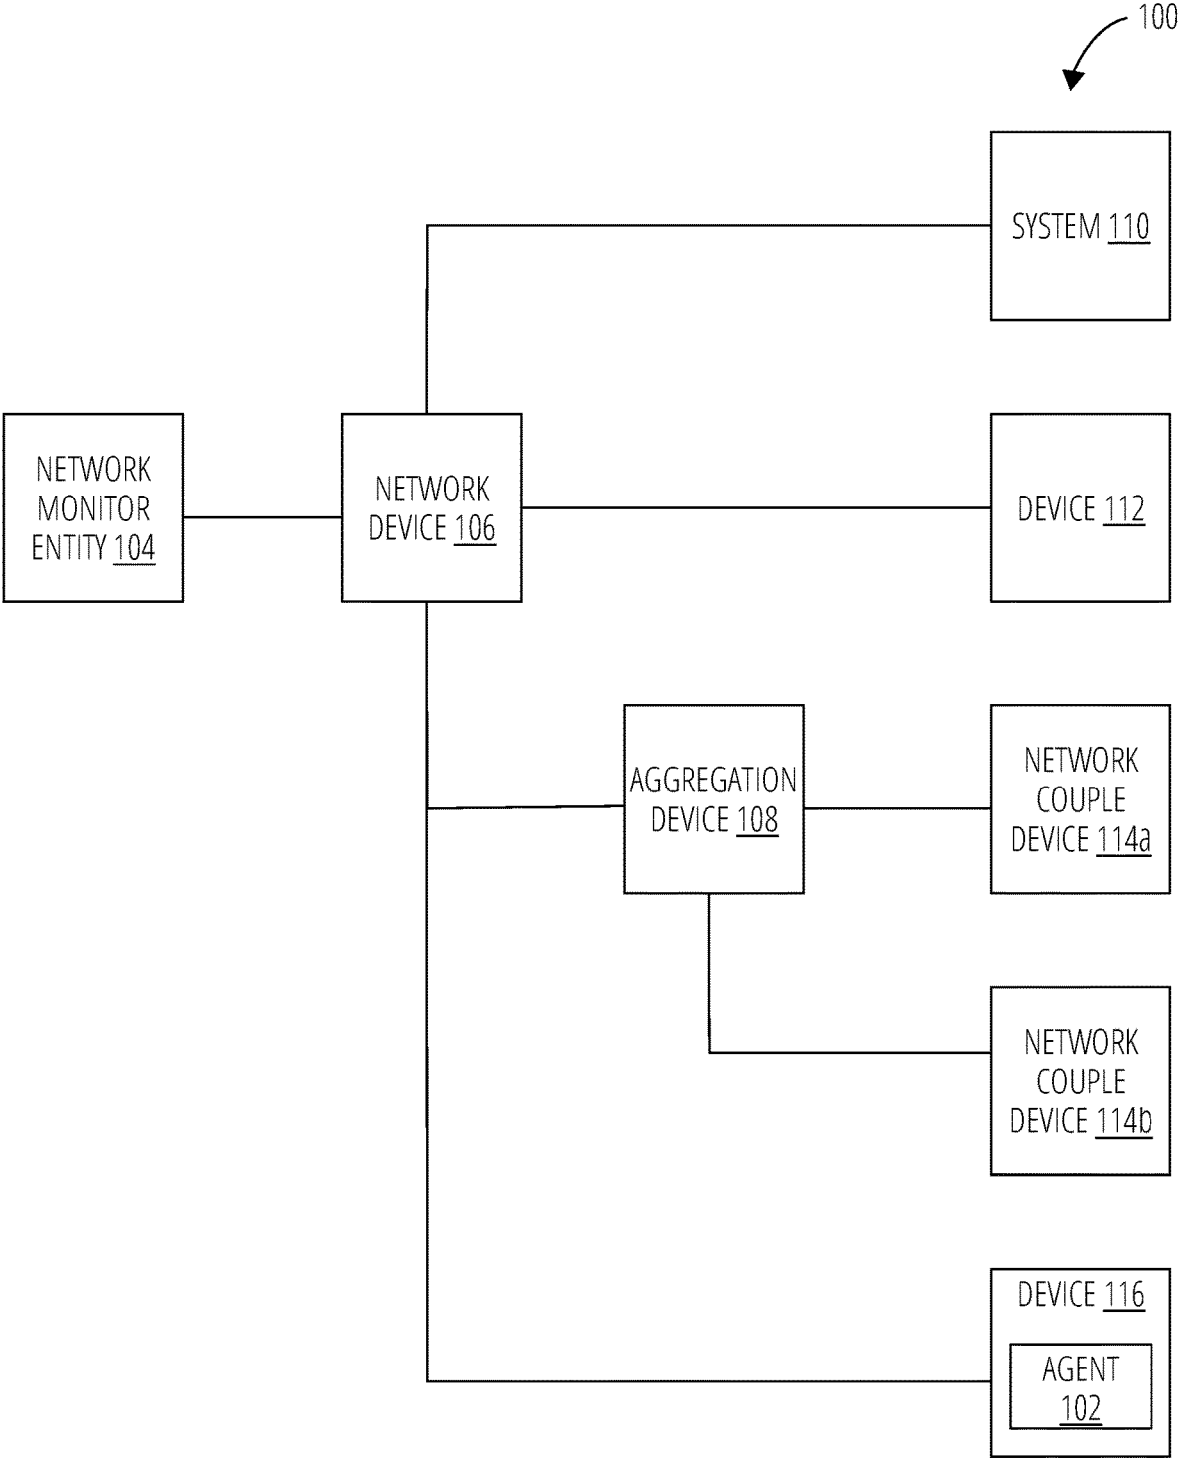 100
SYSTEM 110
NETWORK
MONITOR
ENTITY 104
NETWORK
DEVICE 106
DEVICE 112
AGGREGATION
DEVICE 108
NETWORK
COUPLE
DEVICE 114a
NETWORK
COUPLE
DEVICE 114b
DEVICE 116
AGENT
102